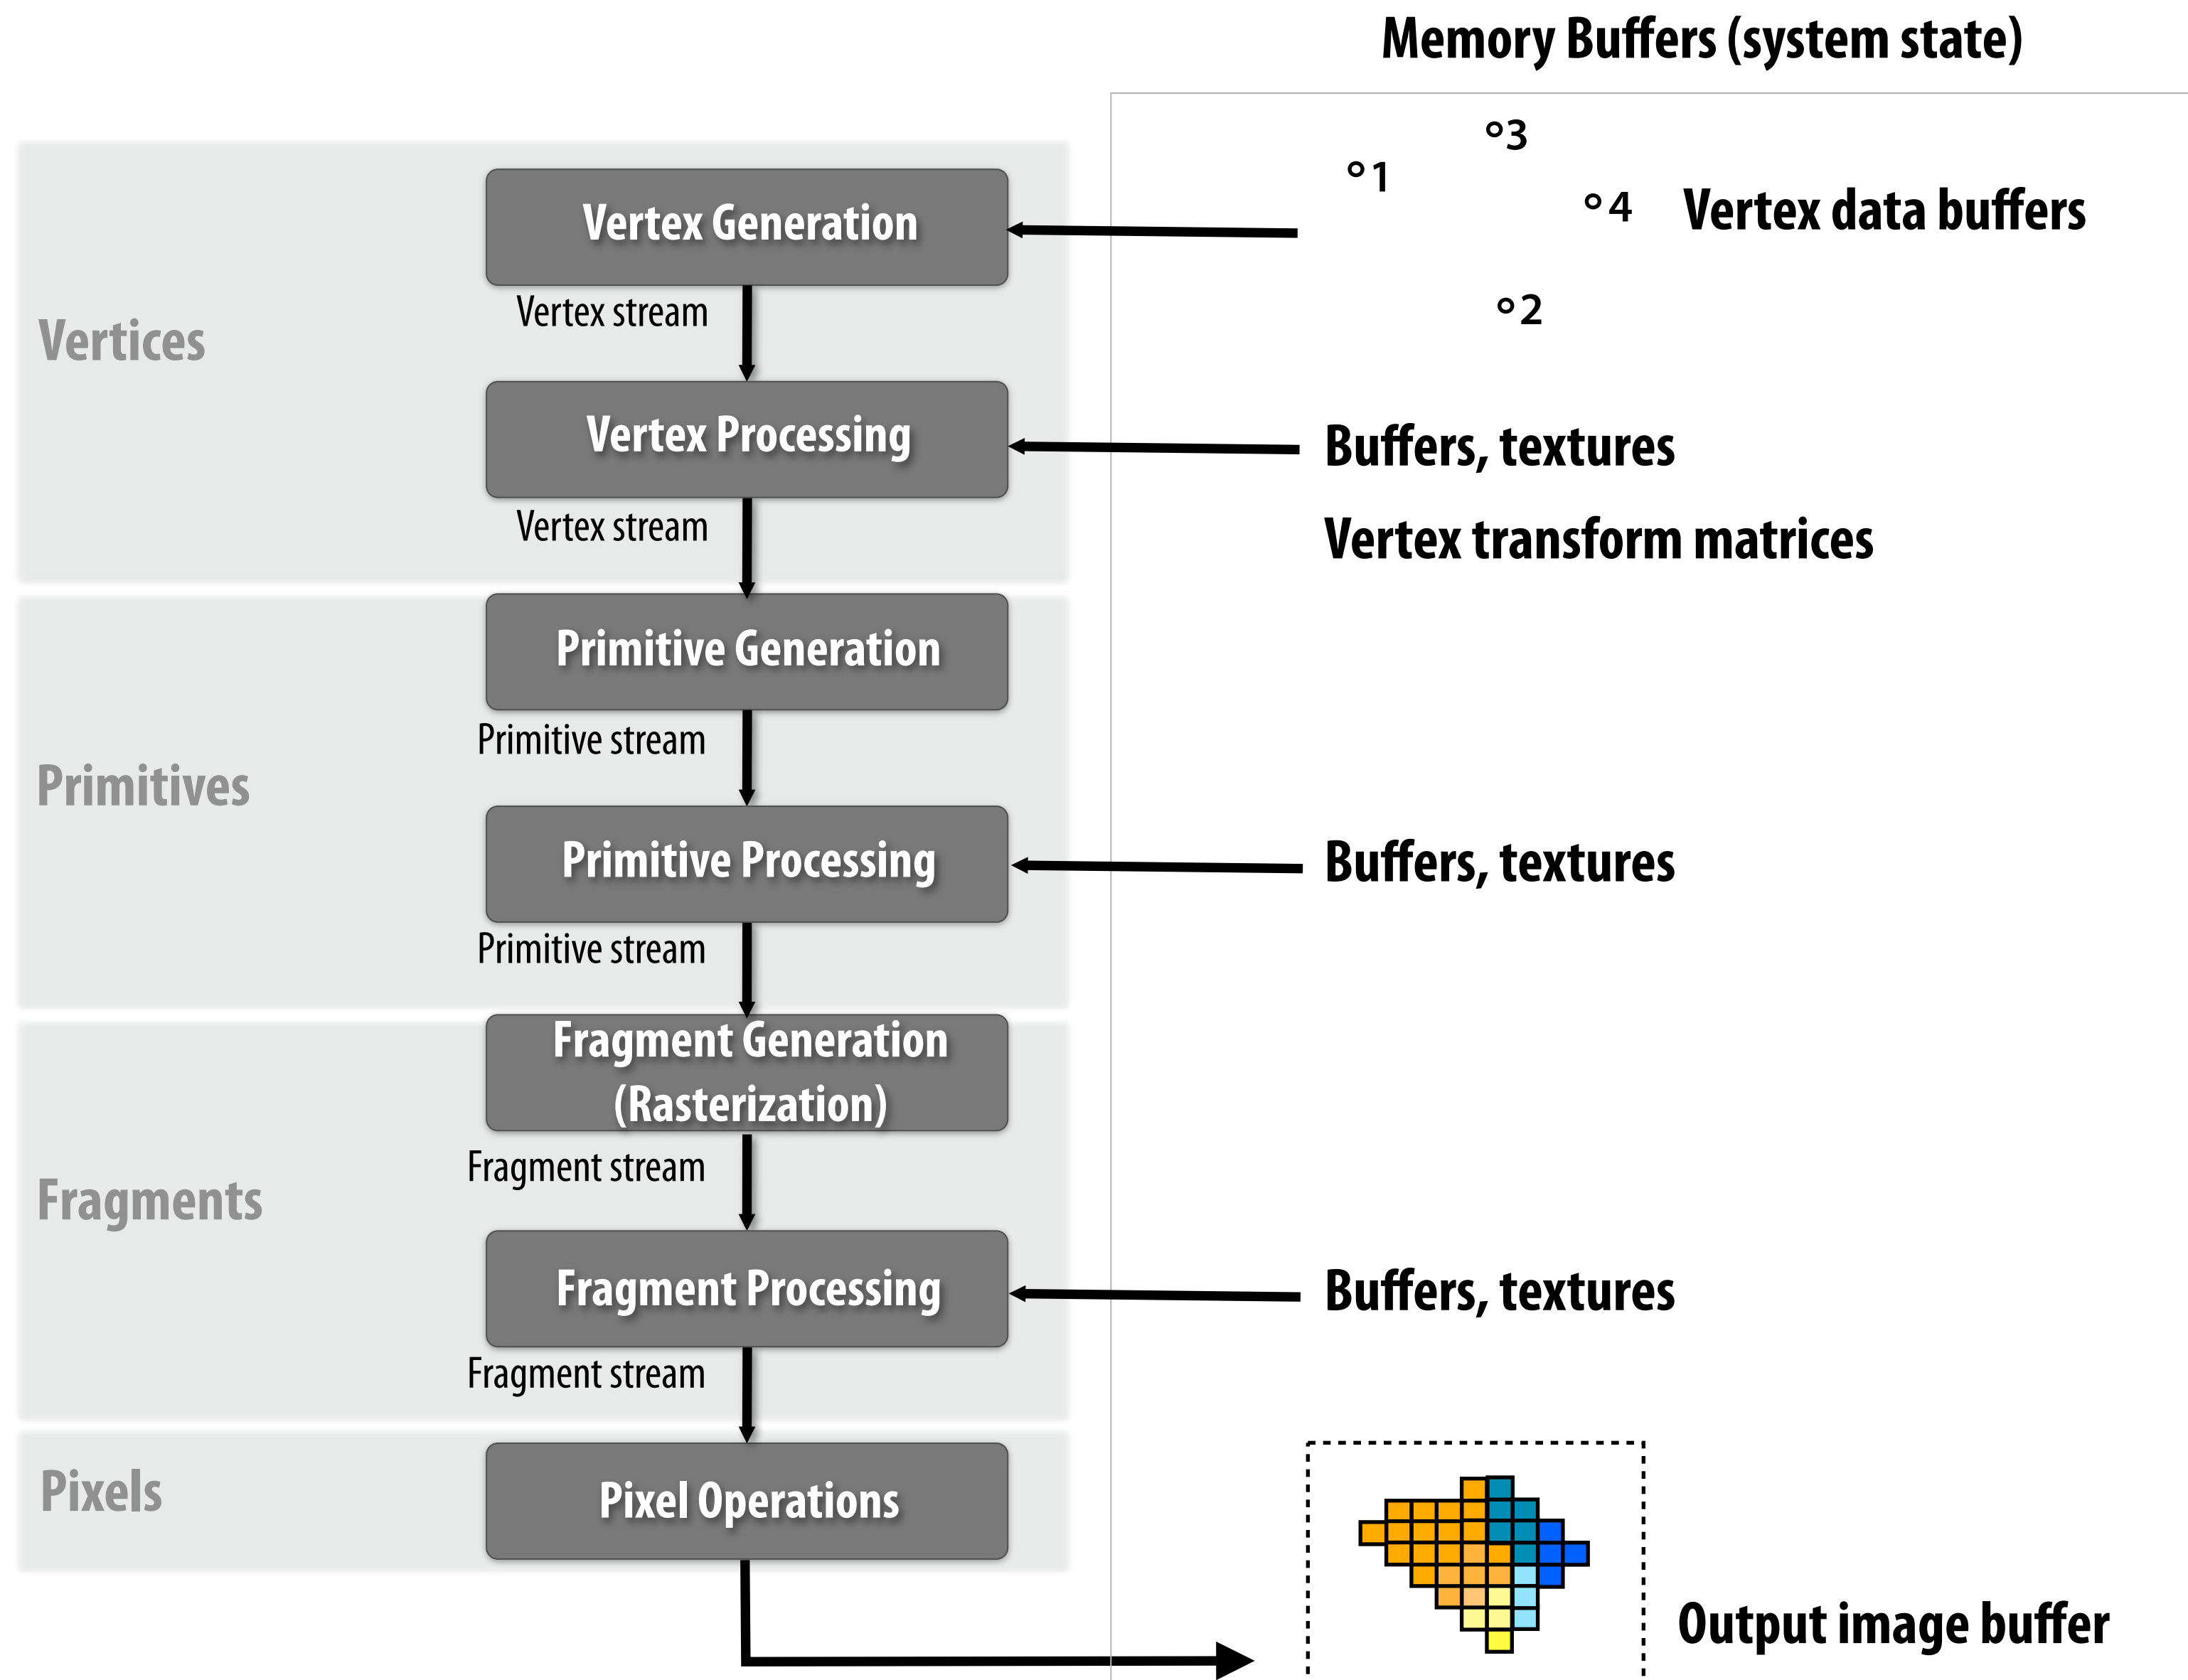 Memory Buffers (system state)
°3
°1
Vertex Generation
°4
Vertex data buffers
Vertex stream
°2
Vertices
Vertex Processing
Buffers, textures
Vertex stream
Vertex transform matrices
Primitive Generation
Primitive stream
Primitives
Primitive Processing
Buffers, textures
Primitive stream
Fragment Generation
(Rasterization)
Fragment stream
Fragments
Fragment Processing
Buffers, textures
Fragment stream
Pixels
Pixel Operations
Output image buffer